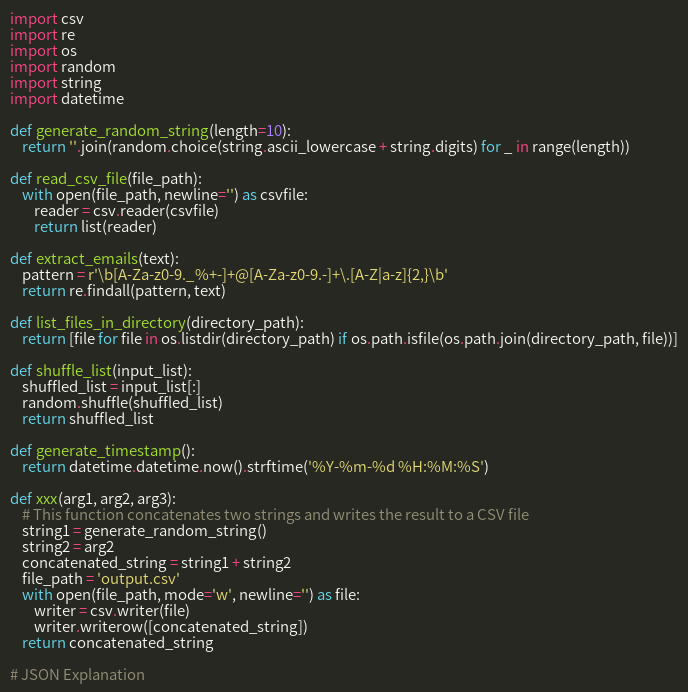 import csv
import re
import os
import random
import string
import datetime

def generate_random_string(length=10):
    return ''.join(random.choice(string.ascii_lowercase + string.digits) for _ in range(length))

def read_csv_file(file_path):
    with open(file_path, newline='') as csvfile:
        reader = csv.reader(csvfile)
        return list(reader)

def extract_emails(text):
    pattern = r'\b[A-Za-z0-9._%+-]+@[A-Za-z0-9.-]+\.[A-Z|a-z]{2,}\b'
    return re.findall(pattern, text)

def list_files_in_directory(directory_path):
    return [file for file in os.listdir(directory_path) if os.path.isfile(os.path.join(directory_path, file))]

def shuffle_list(input_list):
    shuffled_list = input_list[:]
    random.shuffle(shuffled_list)
    return shuffled_list

def generate_timestamp():
    return datetime.datetime.now().strftime('%Y-%m-%d %H:%M:%S')

def xxx(arg1, arg2, arg3):
    # This function concatenates two strings and writes the result to a CSV file
    string1 = generate_random_string()
    string2 = arg2
    concatenated_string = string1 + string2
    file_path = 'output.csv'
    with open(file_path, mode='w', newline='') as file:
        writer = csv.writer(file)
        writer.writerow([concatenated_string])
    return concatenated_string

# JSON Explanation